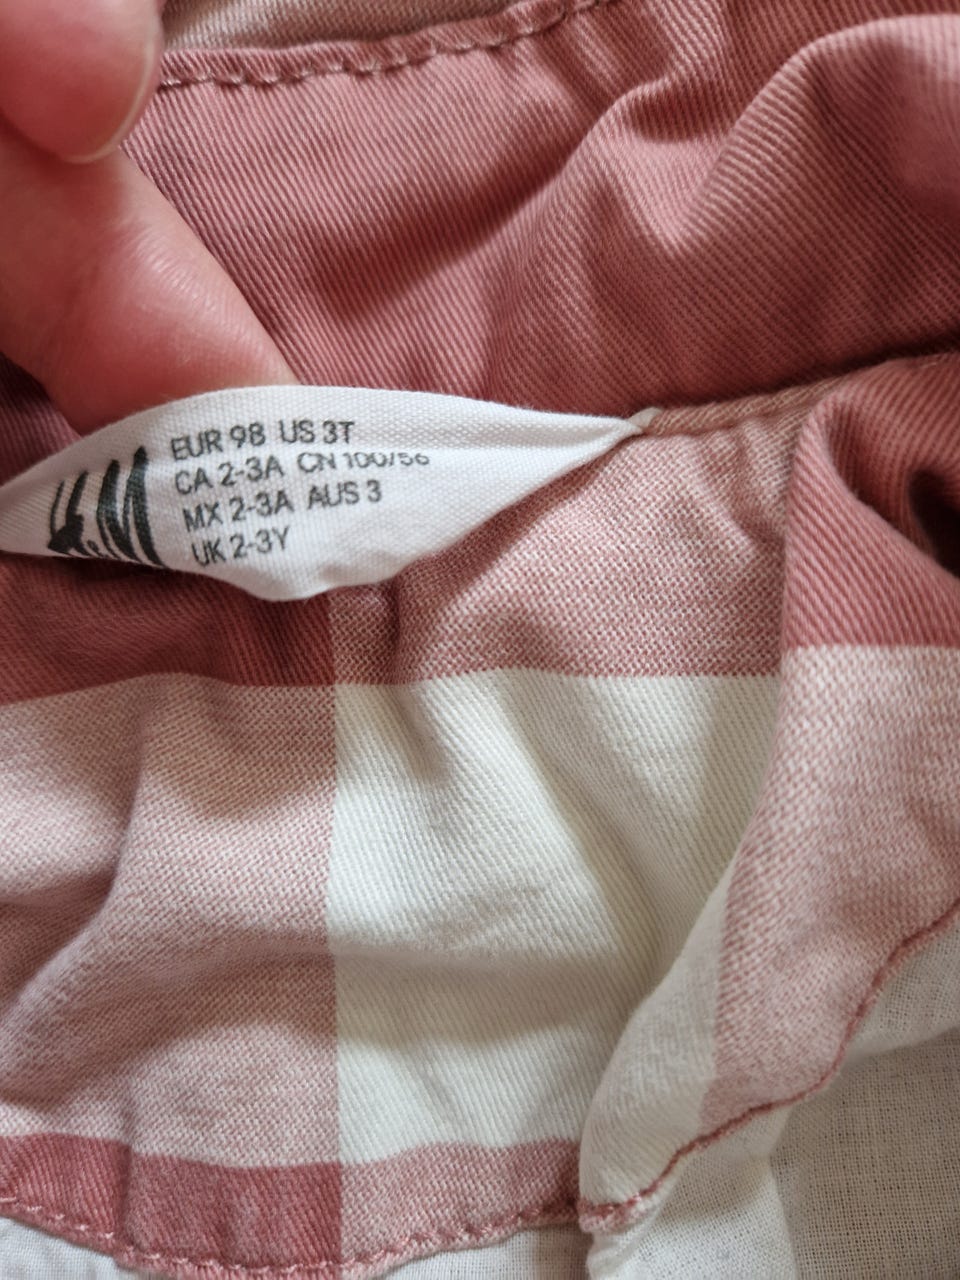 H&M
EUR 98 US 3T
CA 2-3A CN 100/56
MX 2-3A AUS 3
UK 2-3Y